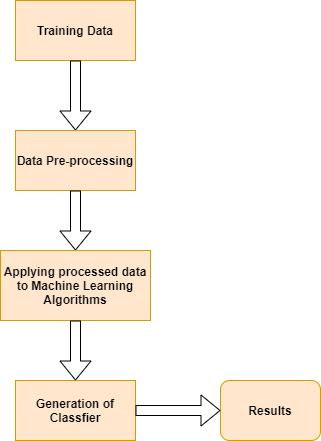 Training Data
Data Pre-processing
Applying processed data
to Machine Learning
Algorithms
Generation of
Classfier
Results